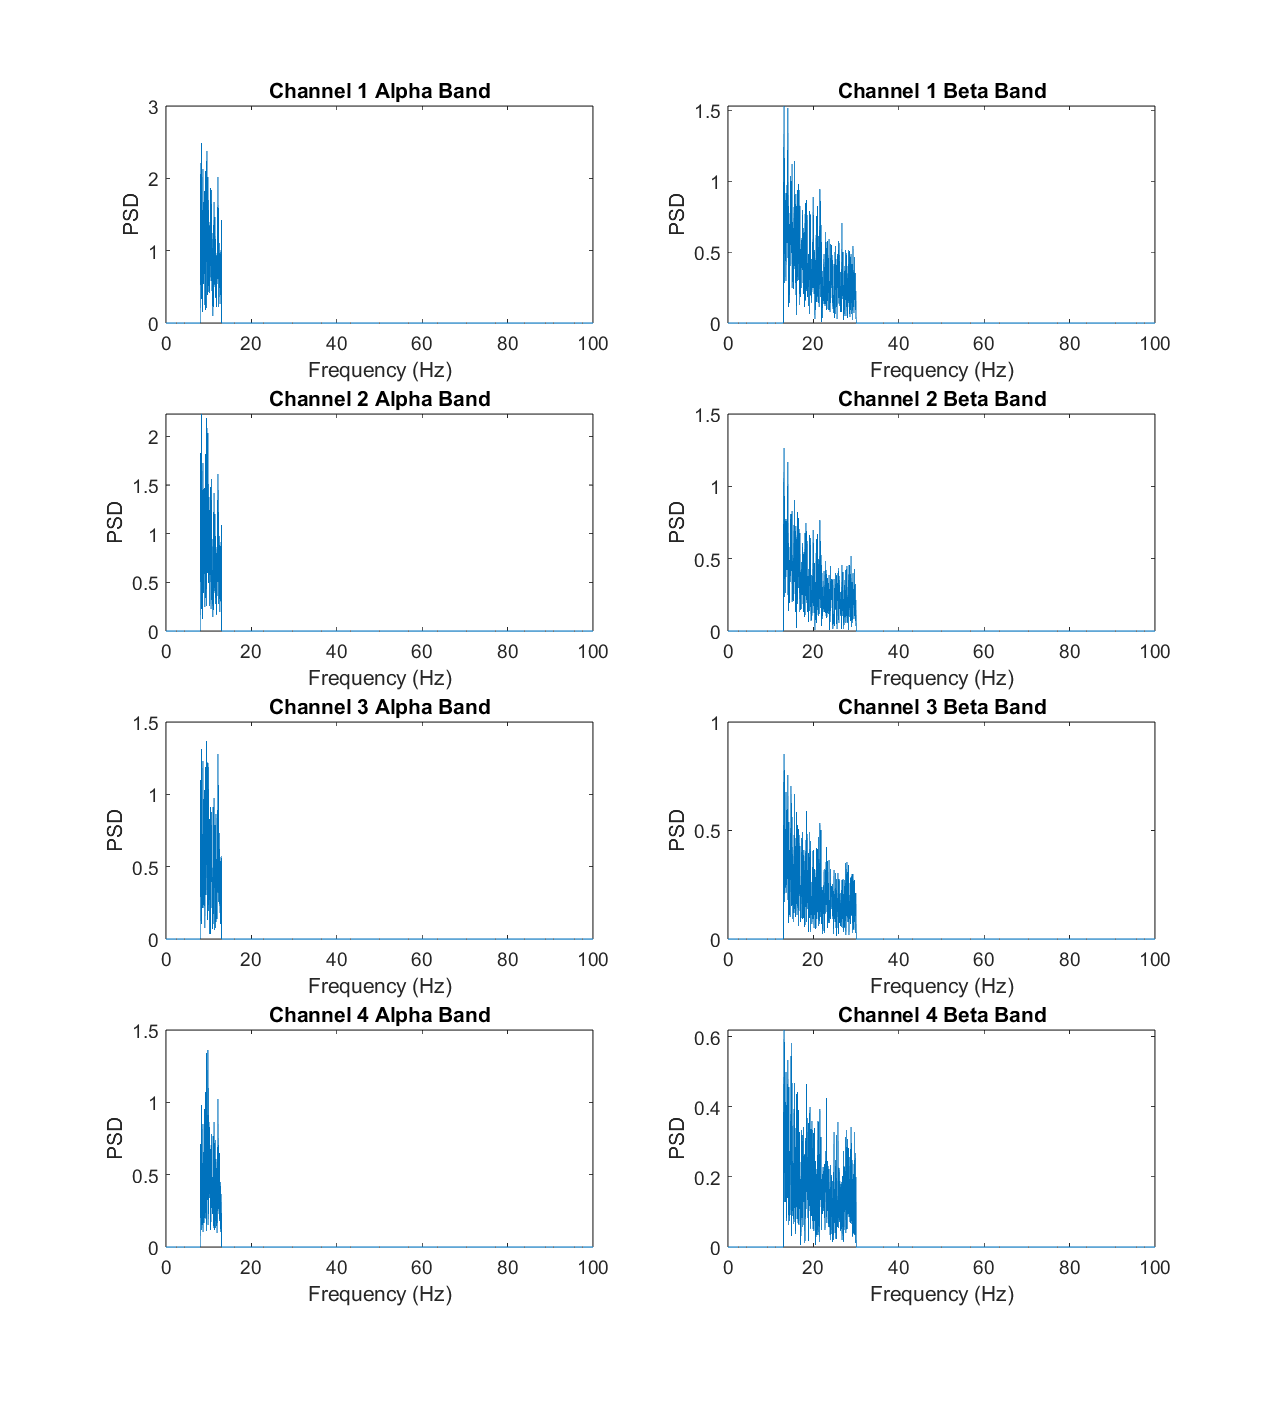 Channel 1 Alpha Band
3
2
1
0
PSD
0 20 40 60 80 100
Frequency (Hz)
Channel 1 Beta Band
1.5
1
0.5
0
PSD
0 20 40 60 80 100
Frequency (Hz)
Channel 2 Alpha Band
2
1.5
1
0.5
0
PSD
0 20 40 60 80 100
Frequency (Hz)
Channel 2 Beta Band
1.5
1
0.5
0
PSD
0 20 40 60 80 100
Frequency (Hz)
Channel 3 Alpha Band
1.5
1
0.5
0
PSD
0 20 40 60 80 100
Frequency (Hz)
Channel 3 Beta Band
1
0.5
0
PSD
0 20 40 60 80 100
Frequency (Hz)
Channel 4 Alpha Band
1.5
1
0.5
0
PSD
0 20 40 60 80 100
Frequency (Hz)
Channel 4 Beta Band
0.6
0.4
0.2
0
PSD
0 20 40 60 80 100
Frequency (Hz)